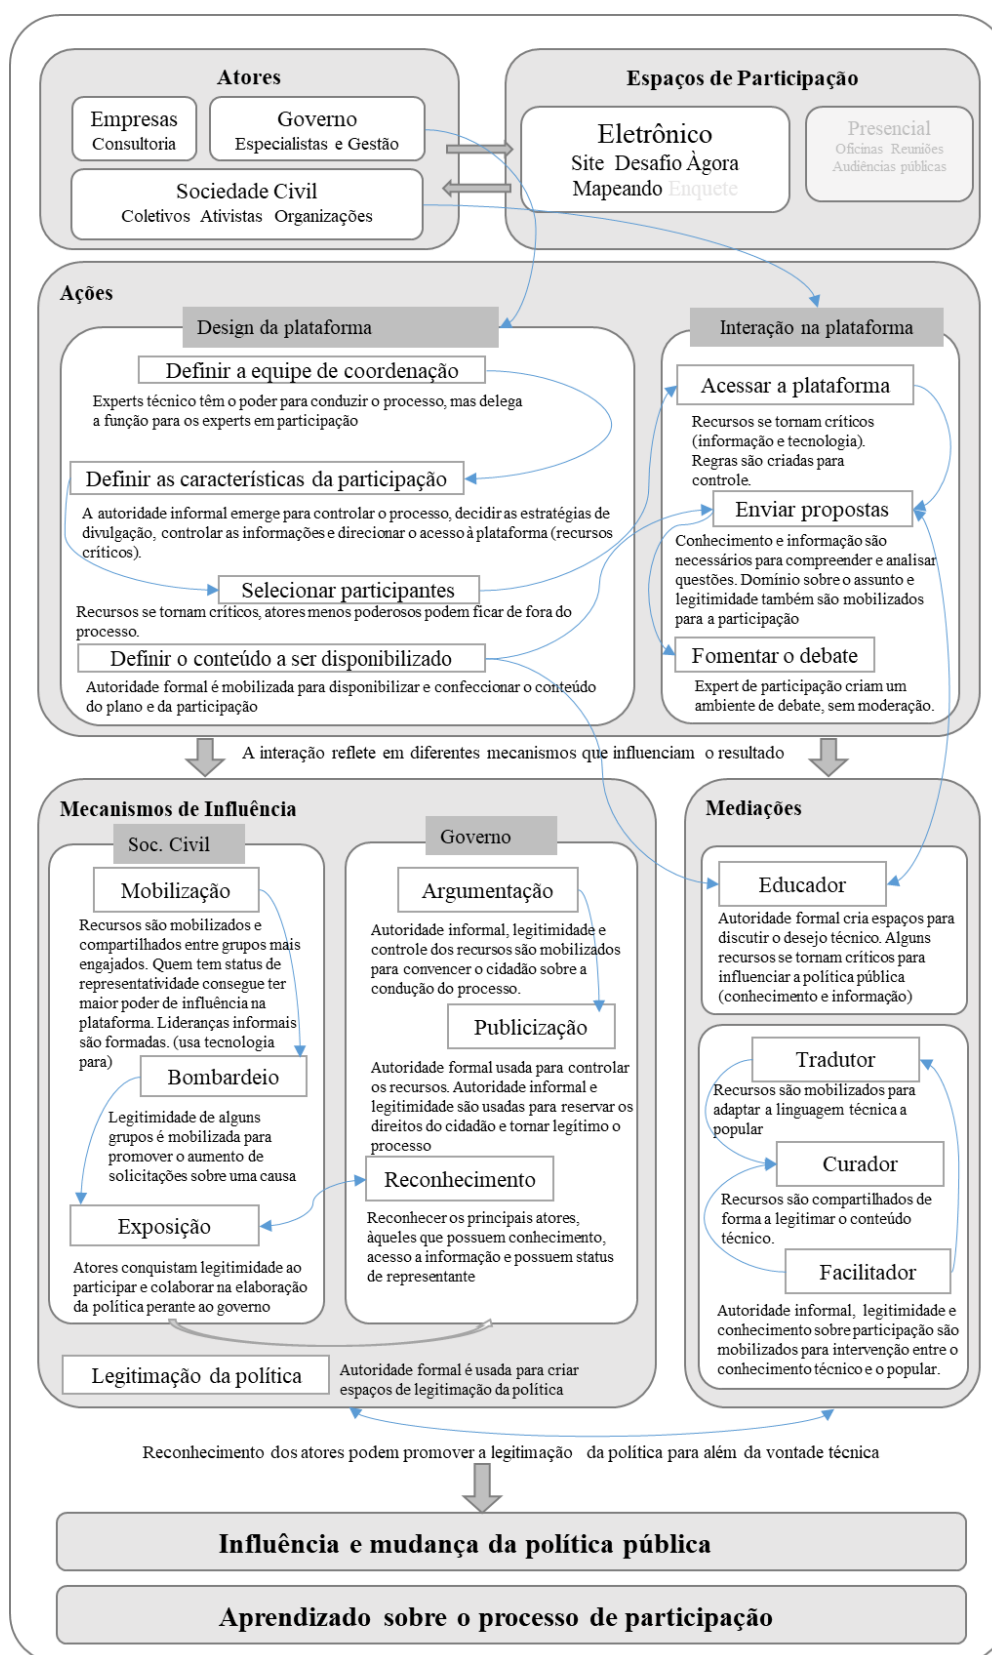 Atores
Empresas
Consultoria
Governo
Especialistas e Gestão
Sociedade Civil
Coletivos Ativistas Organizações
Espaços de Participação
Eletrônico
Site Desafio Àgora
Mapeando Enquete
Presencial
Oficinas Reuniões
Audiências públicas
Ações
Design da plataforma
Definir a equipe de coordenação
Experts técnico têm o poder para conduzir o processo, mas delega
a função para os experts em participação
Definir as características da participação
A autoridade informal emerge para controlar o processo, decidir as estratégias de
divulgação, controlar as informações e direcionar o acesso à plataforma (recursos
críticos).
Selecionar participantes
Recursos se tornam críticos, atores menos poderosos podem ficar de fora do
processo.
Definir o conteúdo a ser disponibilizado
Autoridade formal é mobilizada para disponibilizar e confeccionar o conteúdo
do plano e da participação
Interação na plataforma
Acessar a plataforma
Recursos se tornam críticos
(informação e tecnologia).
Regras são criadas para
controle.
Enviar propostas
Conhecimento e informação são
necessários para compreender e analisar
questões. Domínio sobre o assunto e
legitimidade também são mobilizados
para a participação
Fomentar o debate
Expert de participação criam um
ambiente de debate, sem moderação.
A interação reflete em diferentes mecanismos que influenciam o resultado
Mecanismos de Influência
Soc. Civil
Mobilização
Recursos são mobilizados e
compartilhados entre grupos mais
engajados. Quem tem status de
representatividade consegue ter
maior poder de influência na
plataforma. Lideranças informais
são formadas. (usa tecnologia
para)
Bombardeio
Legitimidade de alguns
grupos é mobilizada para
promover o aumento de
solicitações sobre uma causa
Exposição
Atores conquistam legitimidade ao
participar e colaborar na elaboração
da política perante ao governo
Governo
Argumentação
Autoridade informal, legitimidade e
controle dos recursos são mobilizados
para convencer o cidadão sobre a
condução do processo.
Publicização
Autoridade formal usada para controlar
os recursos. Autoridade informal e
legitimidade são usadas para reservar os
direitos do cidadão e tornar legítimo o
processo
Reconhecimento
Reconhecer os principais atores,
àqueles que possuem conhecimento,
acesso a informação e possuem status
de representante
Legitimação da política
Autoridade formal é usada para criar
espaços de legitimação da política
Mediações
Educador
Autoridade formal cria espaços para
discutir o desejo técnico. Alguns
recursos se tornam críticos para
influenciar a política pública
(conhecimento e informação)
Tradutor
Recursos são mobilizados para
adaptar a linguagem técnica a
popular
Curador
Recursos são compartilhados de
forma a legitimar o conteúdo
técnico.
Facilitador
Autoridade informal, legitimidade e
conhecimento sobre participação são
mobilizados para intervenção entre o
conhecimento técnico e o popular.
Reconhecimento dos atores podem promover a legitimação da política para além da vontade técnica
Influência e mudança da política pública
Aprendizado sobre o processo de participação